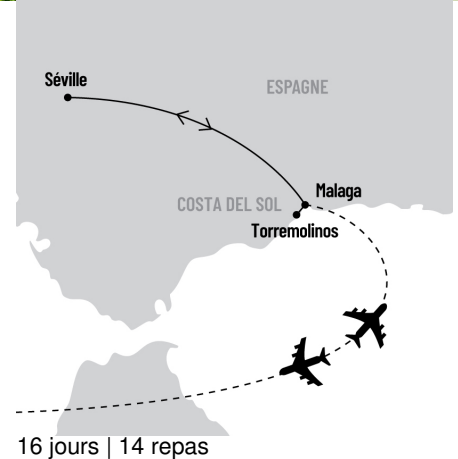 Séville
ESPAGNE
Malaga
COSTA DEL SOL
Torremolinos
16 jours | 14 repas